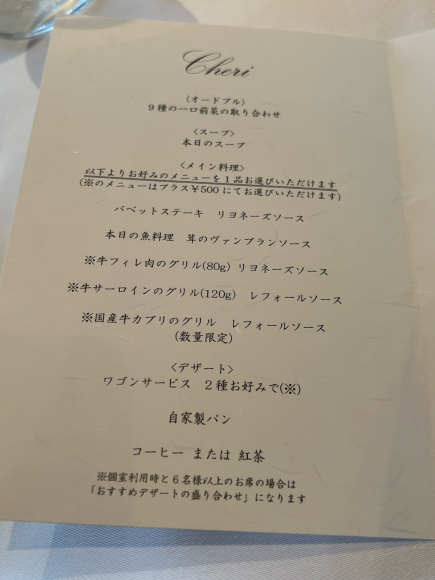 Cheri
〈オードブル〉
９種の一口前菜の取り合わせ
〈スープ〉
本日のスープ
〈メイン料理〉
以下よりお好みのメニューを１品お選びいただけます
(※のメニューはプラス￥500にてお選びいただけます)
バベットステーキ　リヨネーズソース
本日の魚料理　茸のヴァンブランソース
※牛フィレ肉のグリル(80g) リヨネーズソース
※牛サーロインのグリル(120g)　レフォールソース
※国産牛カブリのグリル　レフォールソース
(数量限定)
〈デザート〉
ワゴンサービス　２種お好みで(※)
自家製パン
コーヒー または 紅茶
※個室利用時と６名様以上のお席の場合は
「おすすめデザートの盛り合わせ」になります